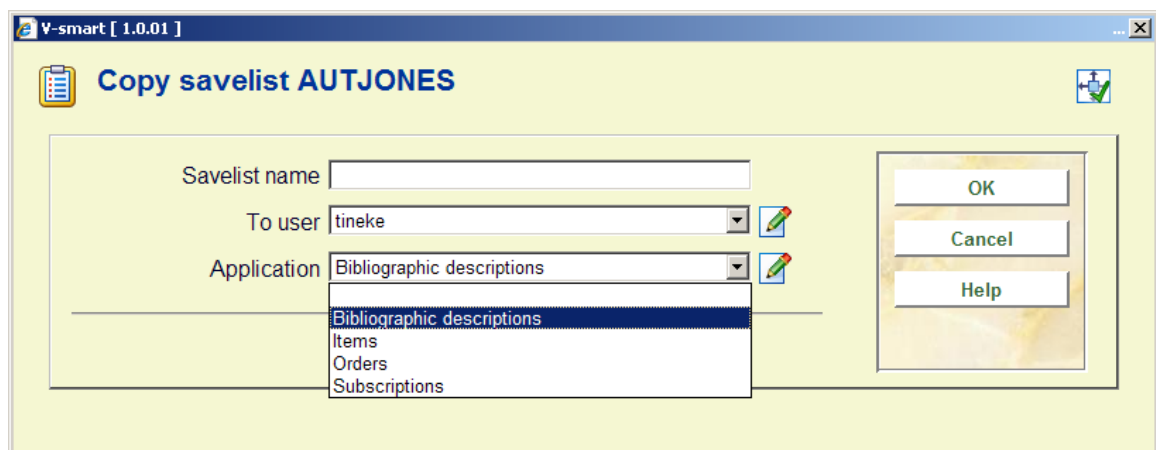 V-smart [ 1.0.01 ]
...
Copy savelist AUTJONES
Savelist name
To user tineke
Application Bibliographic descriptions
Bibliographic descriptions
Items
Orders
Subscriptions
OK
Cancel
Help